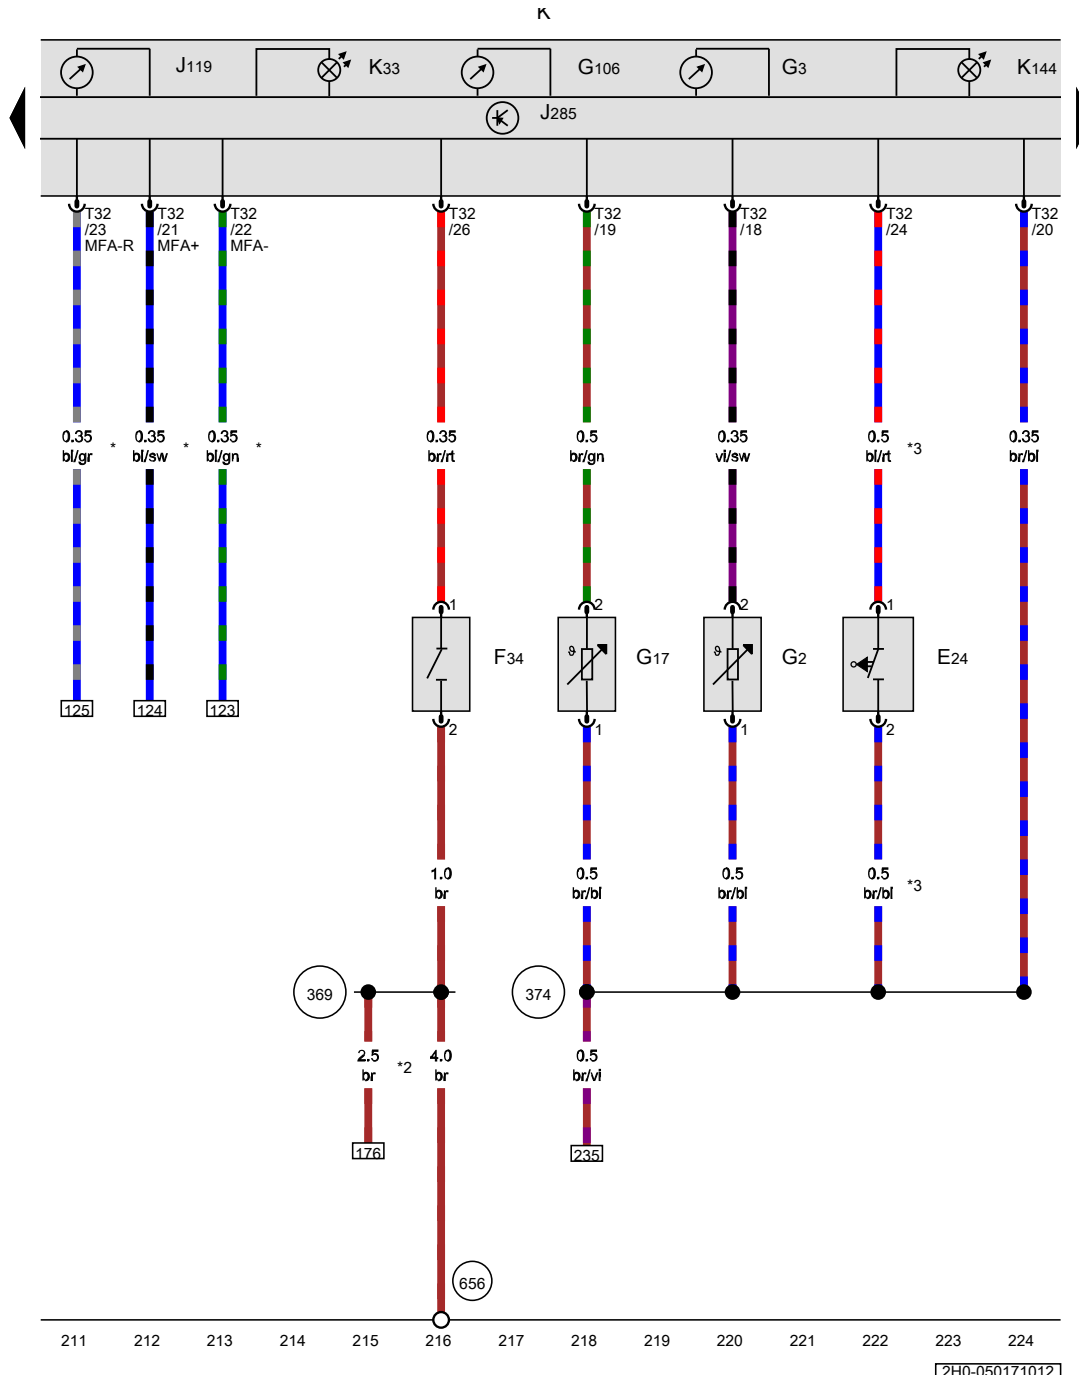 K
J119 K33 G106 G3 K144
J285
T32 T32 T32 T32 T32 T32 T32 T32
/23 /21 /22 /26 /19 /18 /24 /20
MFA-R MFA+ MFA-
0.35 0.35 0.35 0.35 0.5 0.35 0.5 0.35
bl/gr * bl/sw * bl/gn * br/rt br/gn vi/sw bl/rt *3 br/bl
1 2 2 1
ϑ F34 ϑ G17 G2 E24
125 124 123
2 1 1 2
1.0 0.5 0.5 0.5
br br/bl br/bl br/bl *3
369 374
2.5 4.0 0.5
br *2 br br/vi
176 235
656
211 212 213 214 215 216 217 218 219 220 221 222 223 224
2H0-050171012